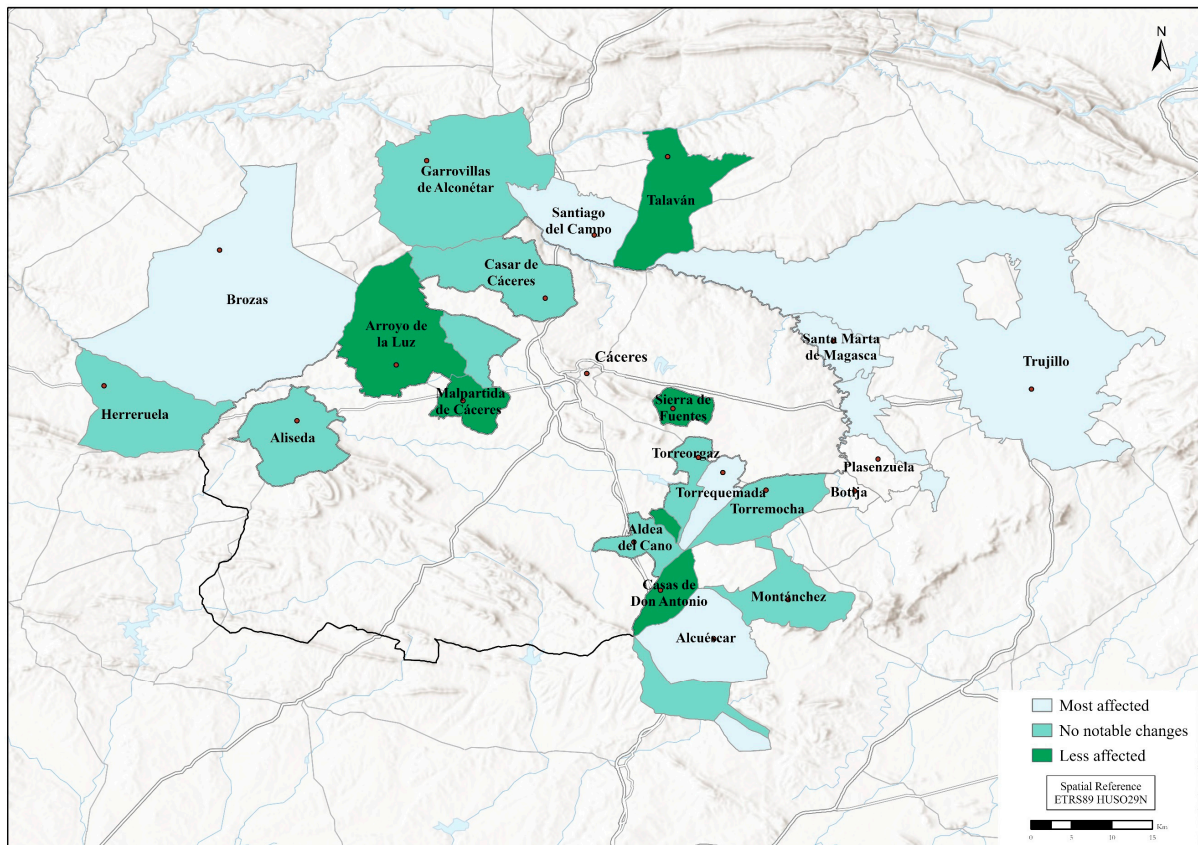 N
Garrovillas
de Alconétar
Talaván
Santiago
del Campo
Casar de
Cáceres
Brozas
Arroyo de
la Luz
Santa Marta
de Magasca
Trujillo
Cáceres
Malpartida
de Cáceres
Sierra de
Fuentes
Herreruela
Aliseda
Torreorgaz
Plasenzuela
Torrequemada
Botija
Torremocha
Aldea
del Cano
Casas de
Don Antonio
Montánchez
Alcuéscar
Most affected
No notable changes
Less affected
Spatial Reference
ETRS89 HUSO29N
Km
0 5 10 15